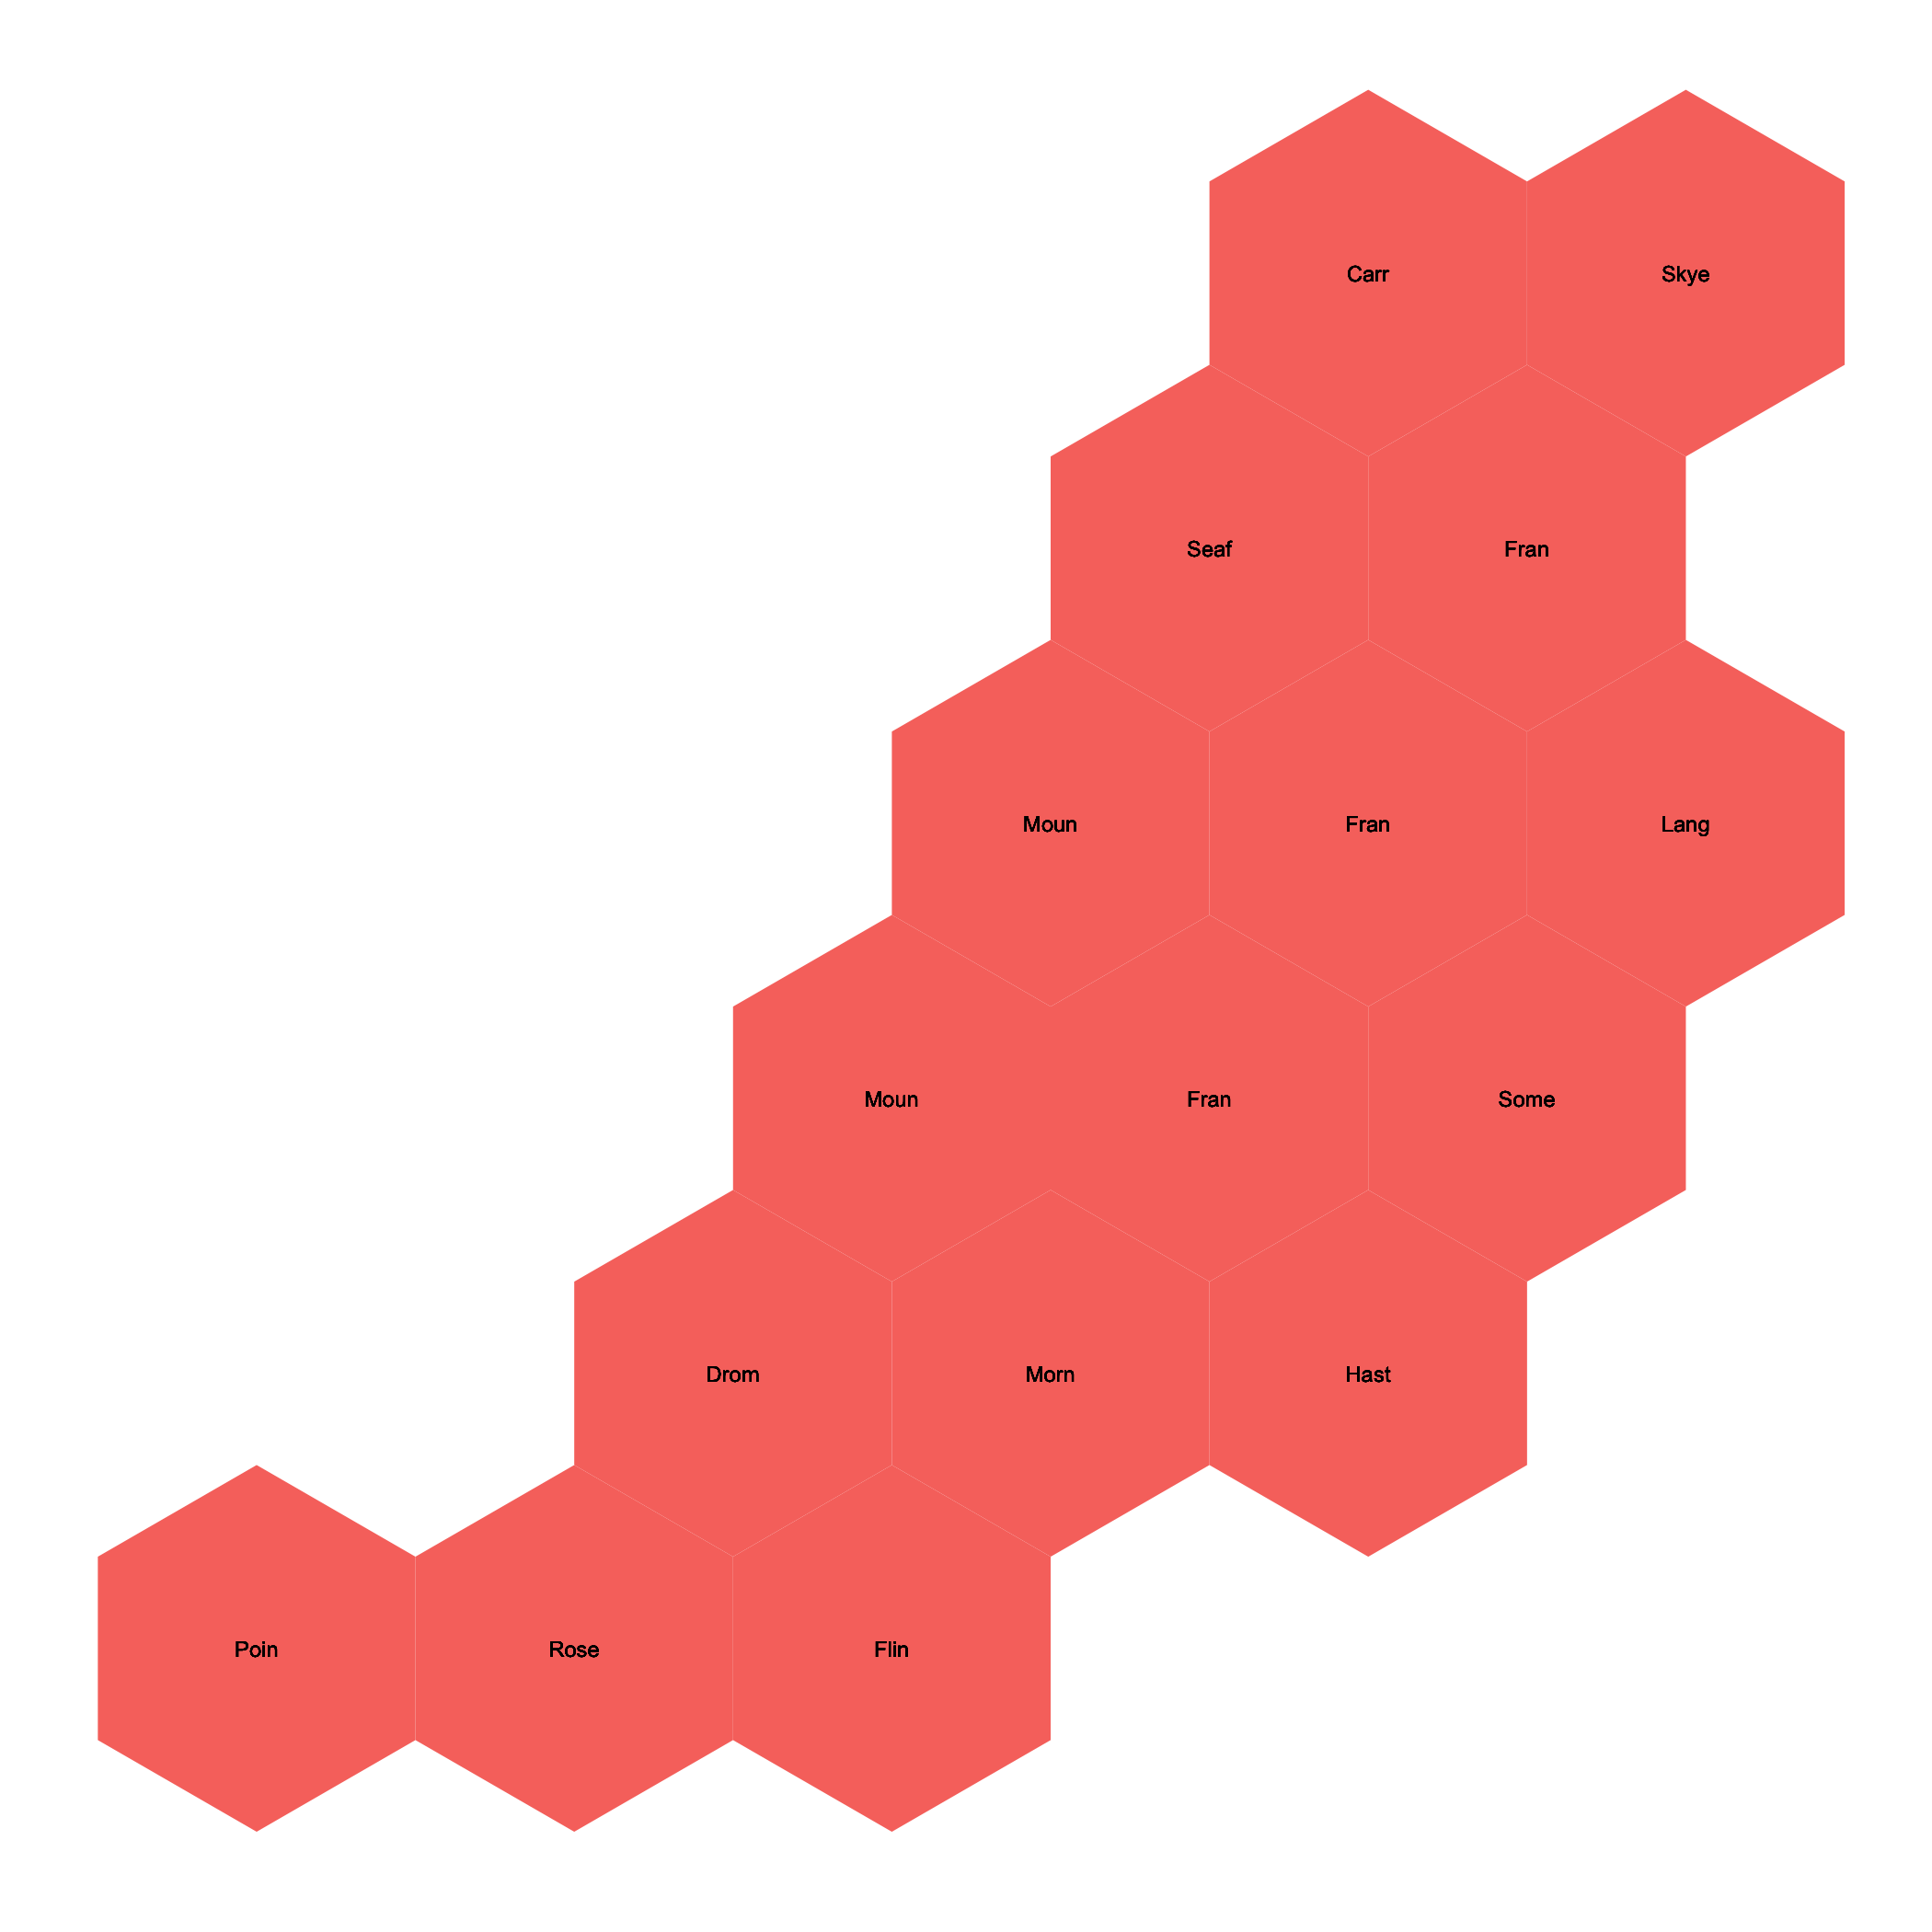 Carr Skye
Seaf Fran
Moun Fran Lang
Moun Fran Some
Drom Morn Hast
Poin Rose Flin